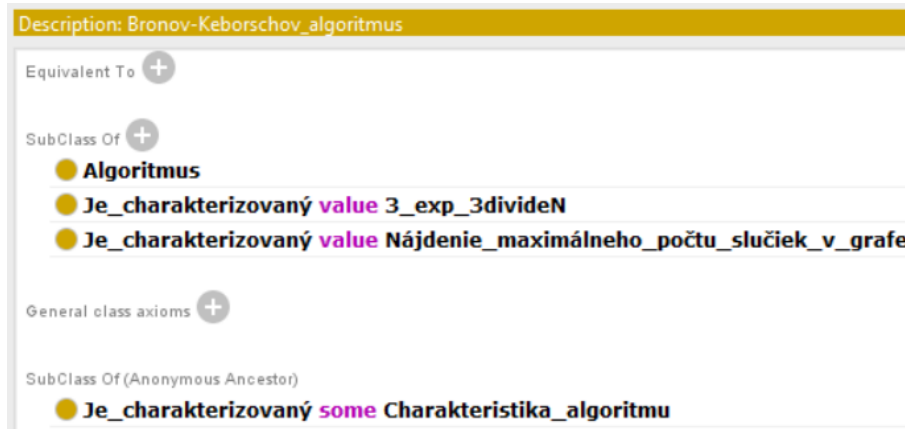 Description: Bronov-Keborschov_algoritmus
Equivalent To
SubClass Of
Algoritmus
Je_charakterizovaný value 3_exp_3divideN
Je_charakterizovaný value Nájdenie_maximálneho_počtu_slučiek_v_grafe
General class axioms
SubClass Of (Anonymous Ancestor)
Je_charakterizovaný some Charakteristika_algoritmu